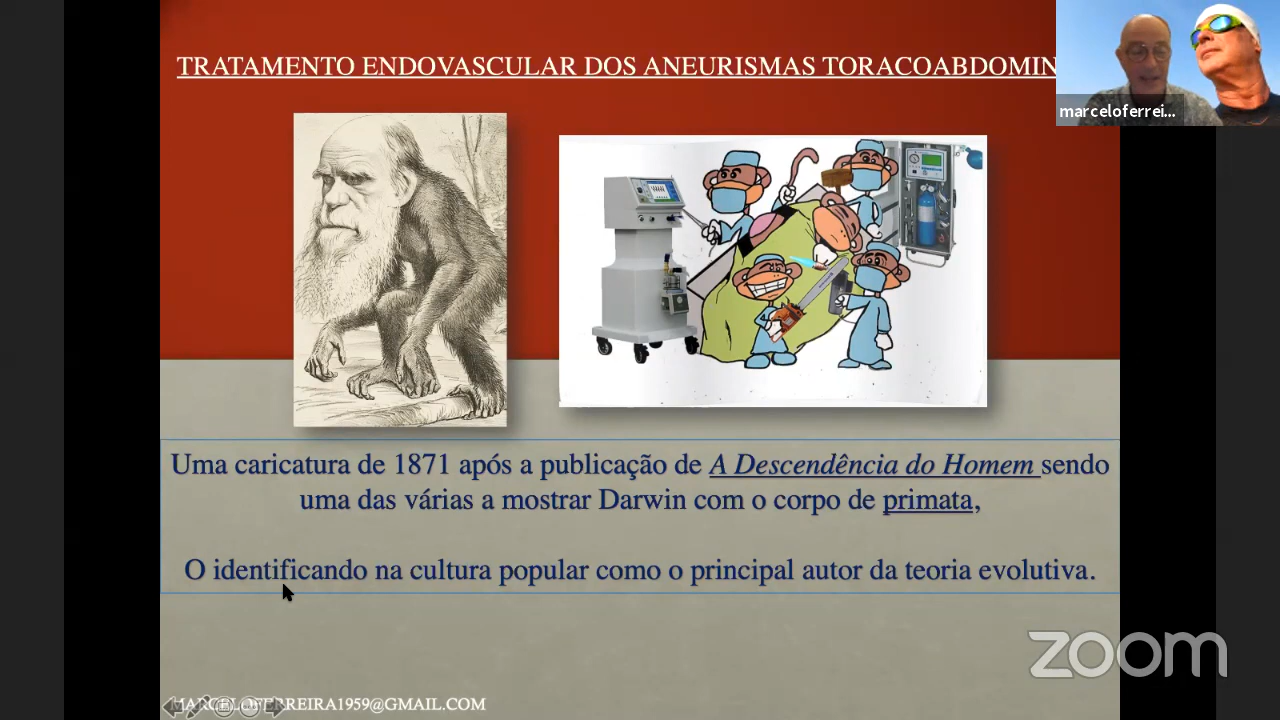 TRATAMENTO ENDOVASCULAR DOS ANEURISMAS TORACOABDOMIN
marceloferrei...
Uma caricatura de 1871 após a publicação de A Descendência do Homem sendo
uma das várias a mostrar Darwin com o corpo de primata,
O identificando na cultura popular como o principal autor da teoria evolutiva.
zoom
MARCELOFERREIRA1959@GMAIL.COM